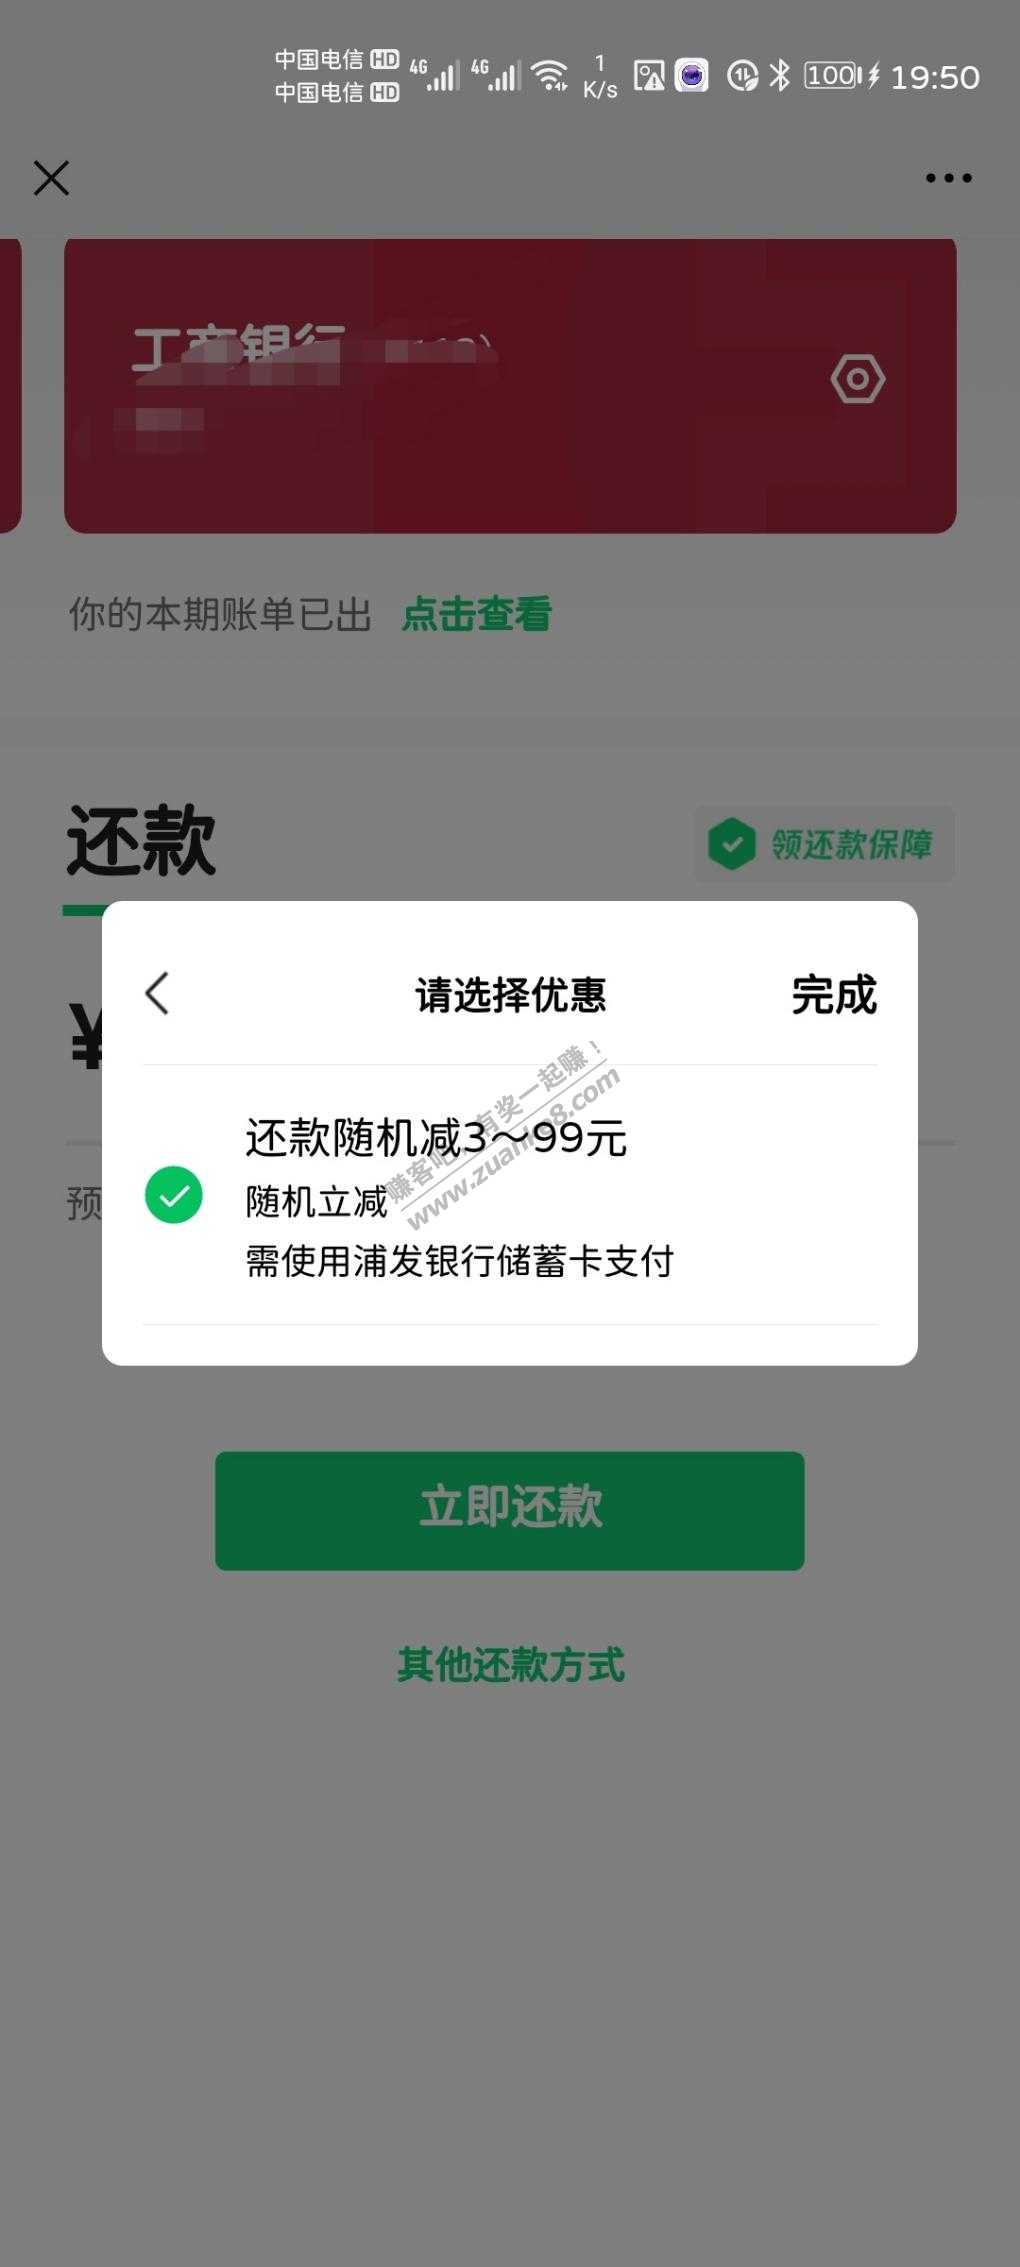 中国电信 HD
中国电信 HD
4G 4G 1 K/s 100 19:50
工商银行
你的本期账单已出 点击查看
还款 领还款保障
¥
请选择优惠 完成
还款随机减3～99元
随机立减
需使用浦发银行储蓄卡支付
预
立即还款
其他还款方式
赚客吧，有奖一起赚！
www.zuanke8.com